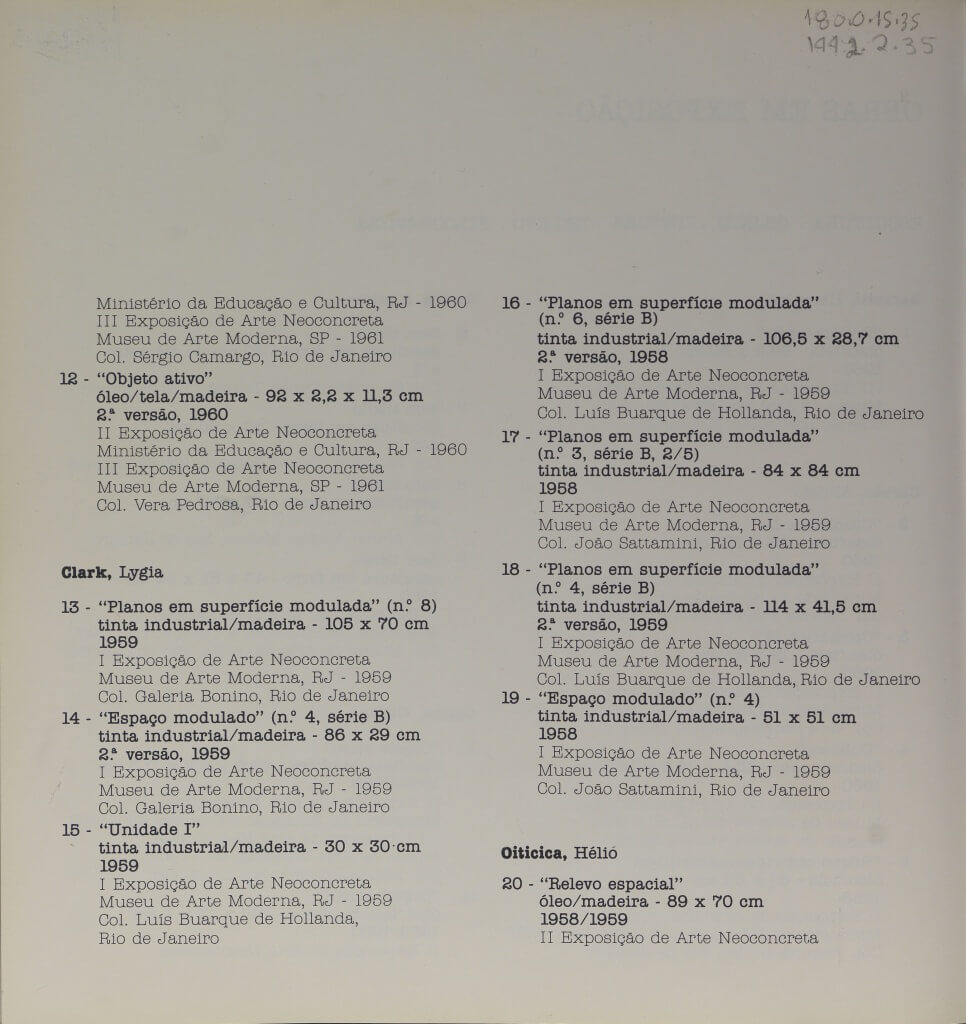 1800.15.35
1992.2.35
Ministério da Educação e Cultura, RJ - 1960
III Exposição de Arte Neoconcreta
Museu de Arte Moderna, SP - 1961
Col. Sérgio Camargo, Rio de Janeiro
12 - “Objeto ativo”
óleo/tela/madeira - 92 x 2,2 x 11,3 cm
2.ª versão, 1960
II Exposição de Arte Neoconcreta
Ministério da Educação e Cultura, RJ - 1960
III Exposição de Arte Neoconcreta
Museu de Arte Moderna, SP - 1961
Col. Vera Pedrosa, Rio de Janeiro
Clark, Lygia
13 - “Planos em superfície modulada” (n.º 8)
tinta industrial/madeira - 105 x 70 cm
1959
I Exposição de Arte Neoconcreta
Museu de Arte Moderna, RJ - 1959
Col. Galeria Bonino, Rio de Janeiro
14 - “Espaço modulado” (n.º 4, série B)
tinta industrial/madeira - 86 x 29 cm
2.ª versão, 1959
I Exposição de Arte Neoconcreta
Museu de Arte Moderna, RJ - 1959
Col. Galeria Bonino, Rio de Janeiro
15 - “Unidade I”
tinta industrial/madeira - 30 x 30 cm
1959
I Exposição de Arte Neoconcreta
Museu de Arte Moderna, RJ - 1959
Col. Luís Buarque de Hollanda,
Rio de Janeiro
16 - “Planos em superfície modulada”
(n.º 6, série B)
tinta industrial/madeira - 106,5 x 28,7 cm
2.ª versão, 1958
I Exposição de Arte Neoconcreta
Museu de Arte Moderna, RJ - 1959
Col. Luís Buarque de Hollanda, Rio de Janeiro
17 - “Planos em superfície modulada”
(n.º 3, série B, 2/5)
tinta industrial/madeira - 84 x 84 cm
1958
I Exposição de Arte Neoconcreta
Museu de Arte Moderna, RJ - 1959
Col. João Sattamini, Rio de Janeiro
18 - “Planos em superfície modulada”
(n.º 4, série B)
tinta industrial/madeira - 114 x 41,5 cm
2.ª versão, 1959
I Exposição de Arte Neoconcreta
Museu de Arte Moderna, RJ - 1959
Col. Luís Buarque de Hollanda, Rio de Janeiro
19 - “Espaço modulado” (n.º 4)
tinta industrial/madeira - 51 x 51 cm
1958
I Exposição de Arte Neoconcreta
Museu de Arte Moderna, RJ - 1959
Col. João Sattamini, Rio de Janeiro
Oiticica, Hélió
20 - “Relevo espacial”
óleo/madeira - 89 x 70 cm
1958/1959
II Exposição de Arte Neoconcreta